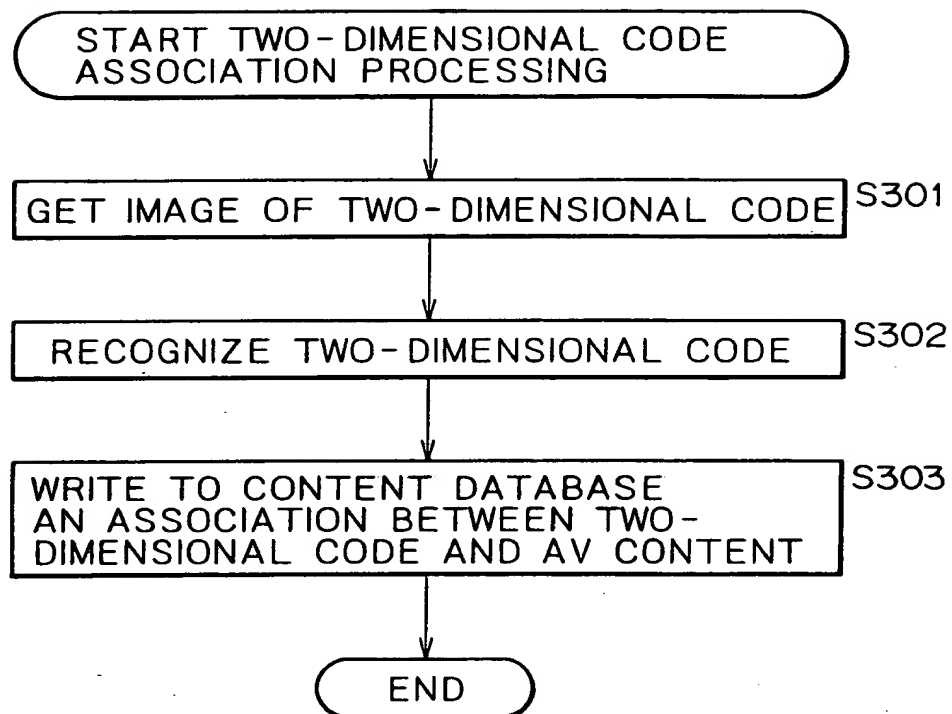 START TWO-DIMENSIONAL CODE
ASSOCIATION PROCESSING
GET IMAGE OF TWO-DIMENSIONAL CODE
S301
RECOGNIZE TWO-DIMENSIONAL CODE
S302
WRITE TO CONTENT DATABASE
S303
AN ASSOCIATION BETWEEN TWO-
DIMENSIONAL CODE AND AV CONTENT
END